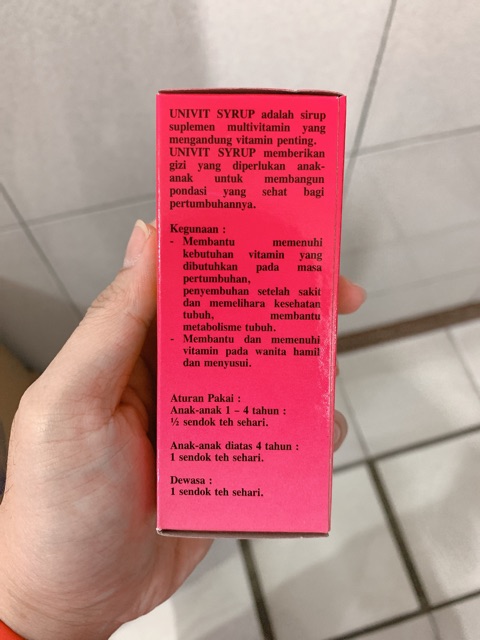 UNIVIT SYRUP adalah sirup
suplemen multivitamin yang
mengandung vitamin penting.
UNIVIT SYRUP memberikan
gizi yang diperlukan anak-
anak untuk membangun
pondasi yang sehat bagi
pertumbuhannya.
Kegunaan :
- Membantu memenuhi
kebutuhan vitamin yang
dibutuhkan pada masa
pertumbuhan,
penyembuhan setelah sakit
dan memelihara kesehatan
tubuh, membantu
metabolisme tubuh.
- Membantu dan memenuhi
vitamin pada wanita hamil
dan menyusui.
Aturan Pakai :
Anak-anak 1 – 4 tahun :
½ sendok teh sehari.
Anak-anak diatas 4 tahun :
1 sendok teh sehari.
Dewasa :
1 sendok teh sehari.